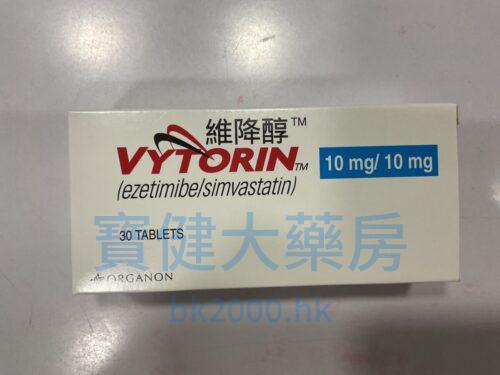 維降醇™
VYTORIN™ 10 mg/ 10 mg
(ezetimibe/simvastatin)
30 TABLETS
寶健大藥房
ORGANON
bk2000.hk